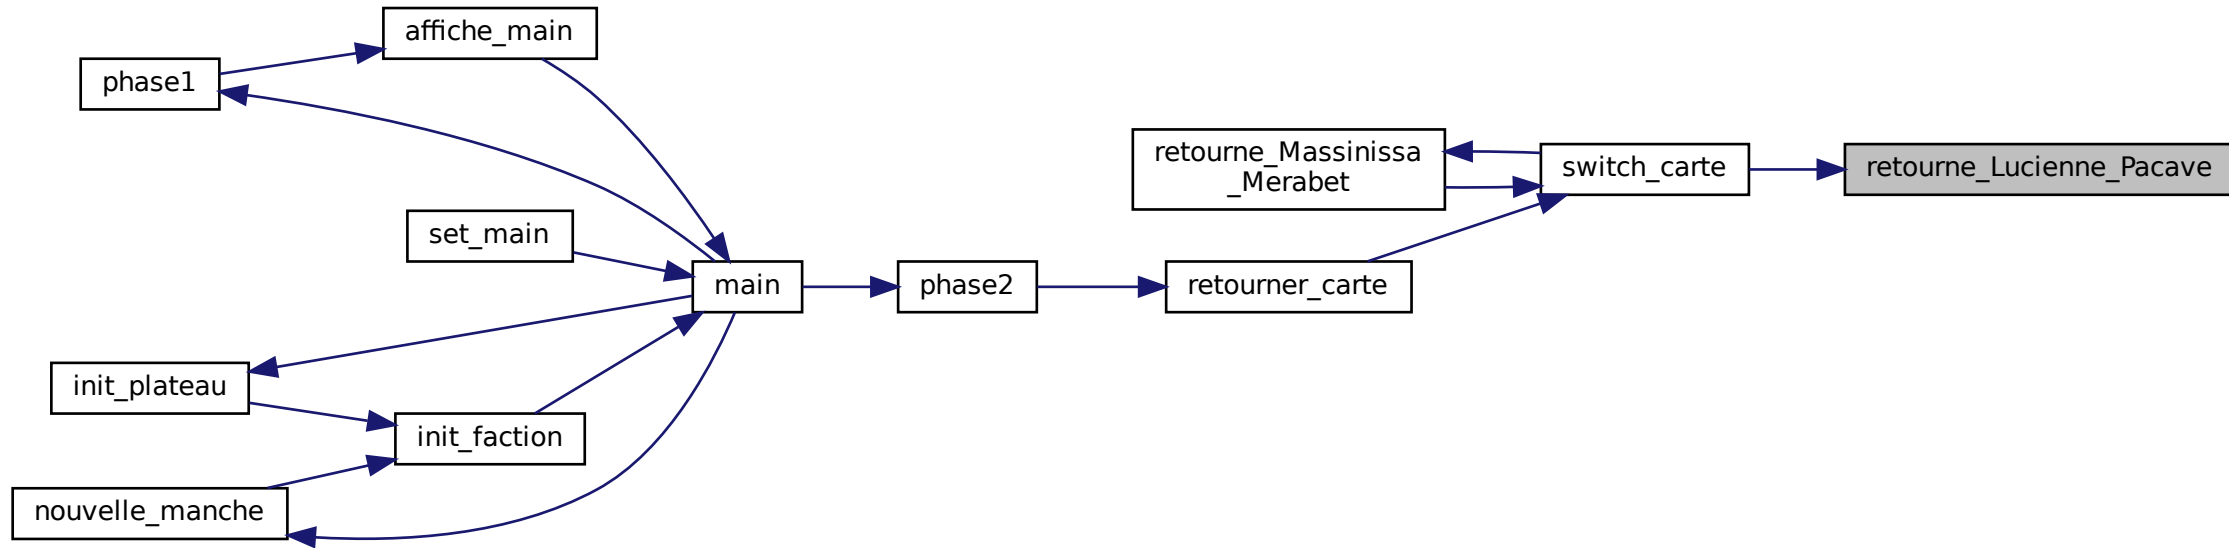 affiche_main
phase1
retourne_Massinissa
_Merabet
switch_carte
retourne_Lucienne_Pacave
set_main
main
phase2
retourner_carte
init_plateau
init_faction
nouvelle_manche